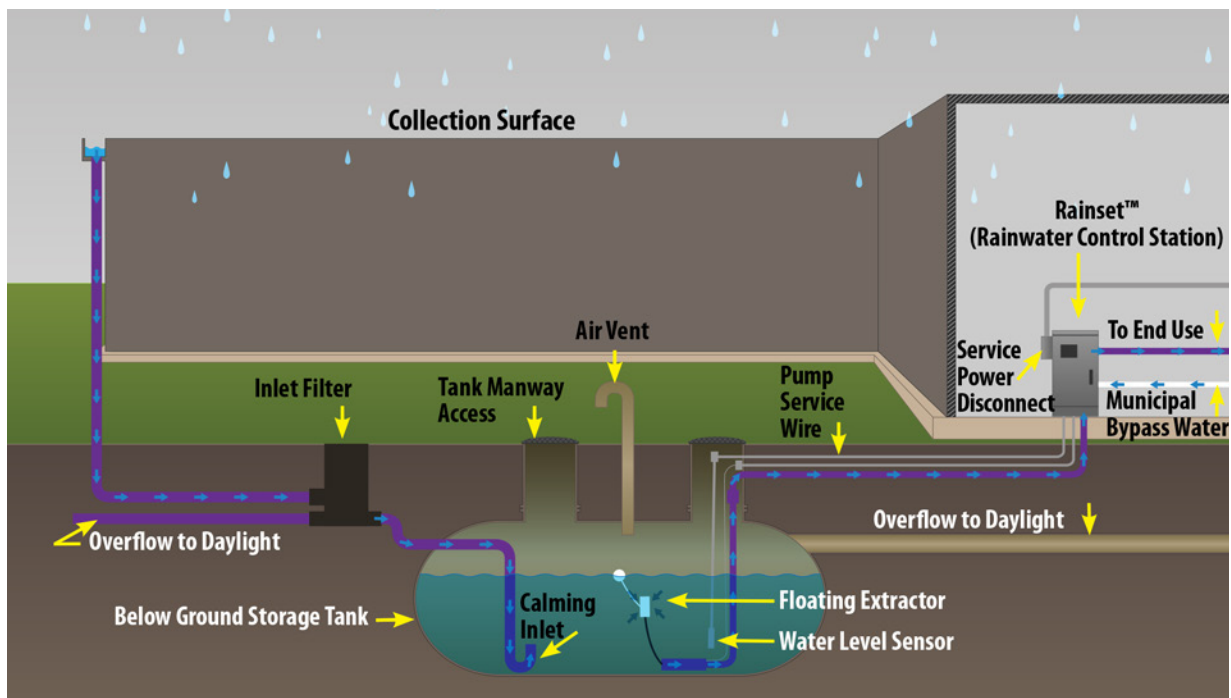 Collection Surface
Rainset™
(Rainwater Control Station)
Air Vent
To End Use
Service
Power
Disconnect
Municipal
Bypass Water
Inlet Filter
Tank Manway
Access
Pump
Service
Wire
Overflow to Daylight
Overflow to Daylight
Below Ground Storage Tank
Calming
Inlet
Floating Extractor
Water Level Sensor